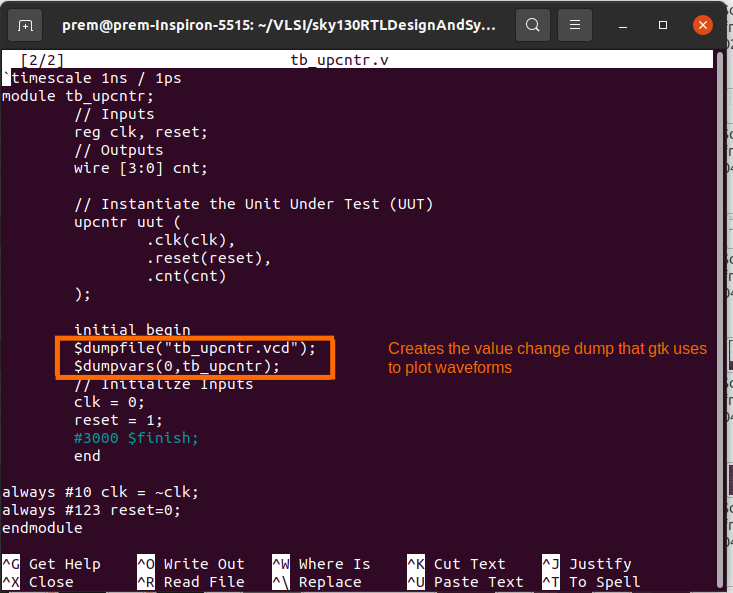 prem@prem-Inspiron-5515: ~/VLSI/sky130RTLDesignAndSy...
[2/2] tb_upcntr.v
`timescale 1ns / 1ps
module tb_upcntr;
// Inputs
reg clk, reset;
// Outputs
wire [3:0] cnt;
// Instantiate the Unit Under Test (UUT)
upcntr uut (
.clk(clk),
.reset(reset),
.cnt(cnt)
);
initial begin
$dumpfile("tb_upcntr.vcd");
$dumpvars(0,tb_upcntr);
Creates the value change dump that gtk uses
to plot waveforms
// Initialize Inputs
clk = 0;
reset = 1;
#3000 $finish;
end
always #10 clk = ~clk;
always #123 reset=0;
endmodule
^G Get Help ^O Write Out ^W Where Is ^K Cut Text ^J Justify
^X Close ^R Read File ^\ Replace ^U Paste Text ^T To Spell